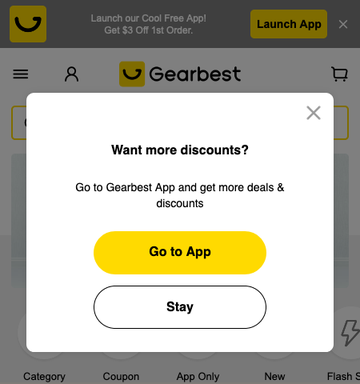 Launch our Cool Free App!
Get $3 Off 1st Order.
Launch App
Gearbest
Want more discounts?
Go to Gearbest App and get more deals &
discounts
Go to App
Stay
Category
Coupon
App Only
New
Flash S